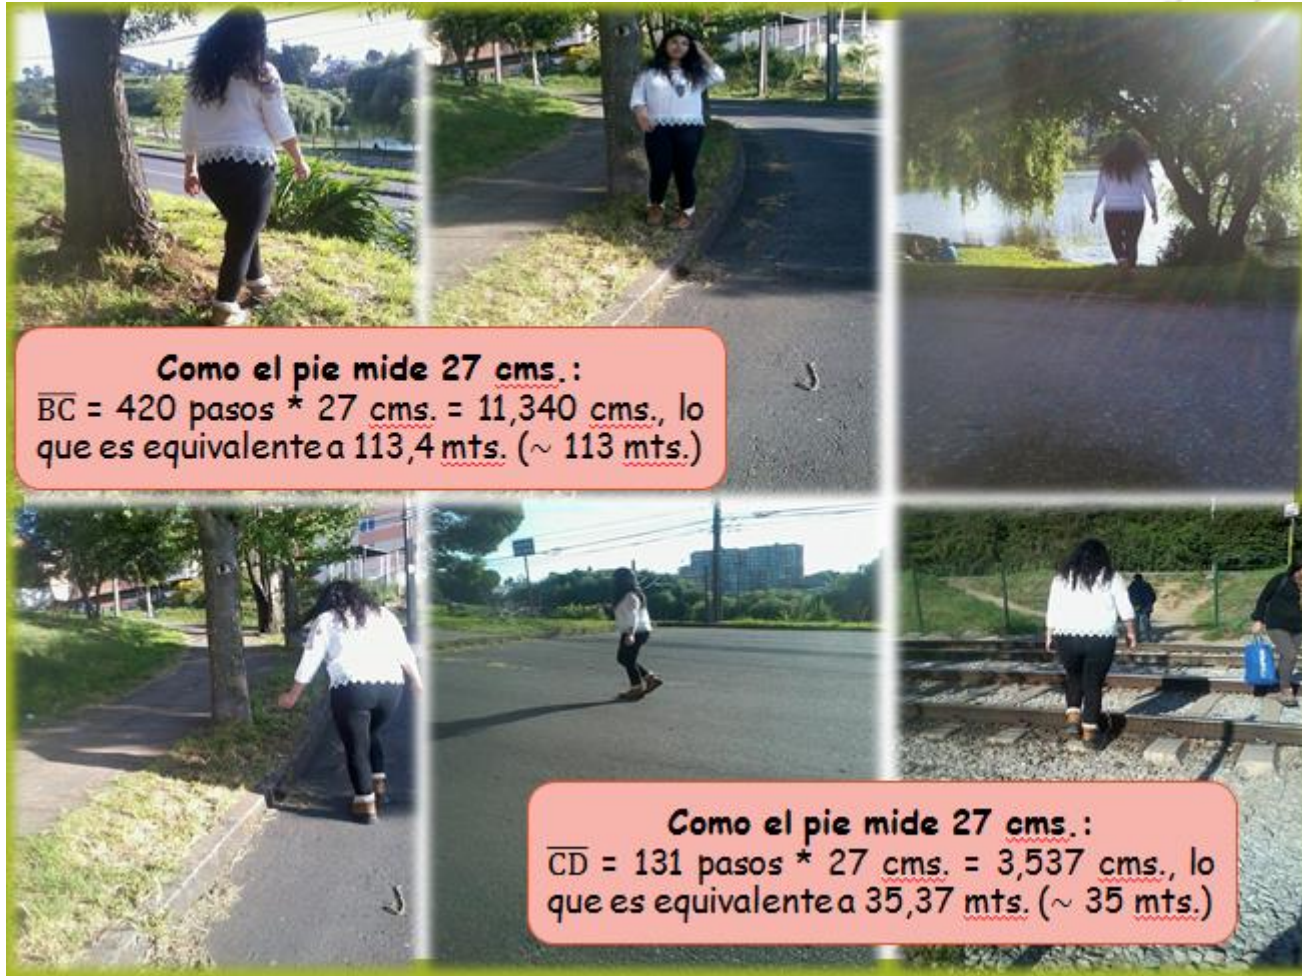 Como el pie mide 27 cms.:
B̅C̅ = 420 pasos * 27 cms. = 11,340 cms., lo
que es equivalente a 113,4 mts. (~ 113 mts.)
Como el pie mide 27 cms.:
C̅D̅ = 131 pasos * 27 cms. = 3,537 cms., lo
que es equivalente a 35,37 mts. (~ 35 mts.)